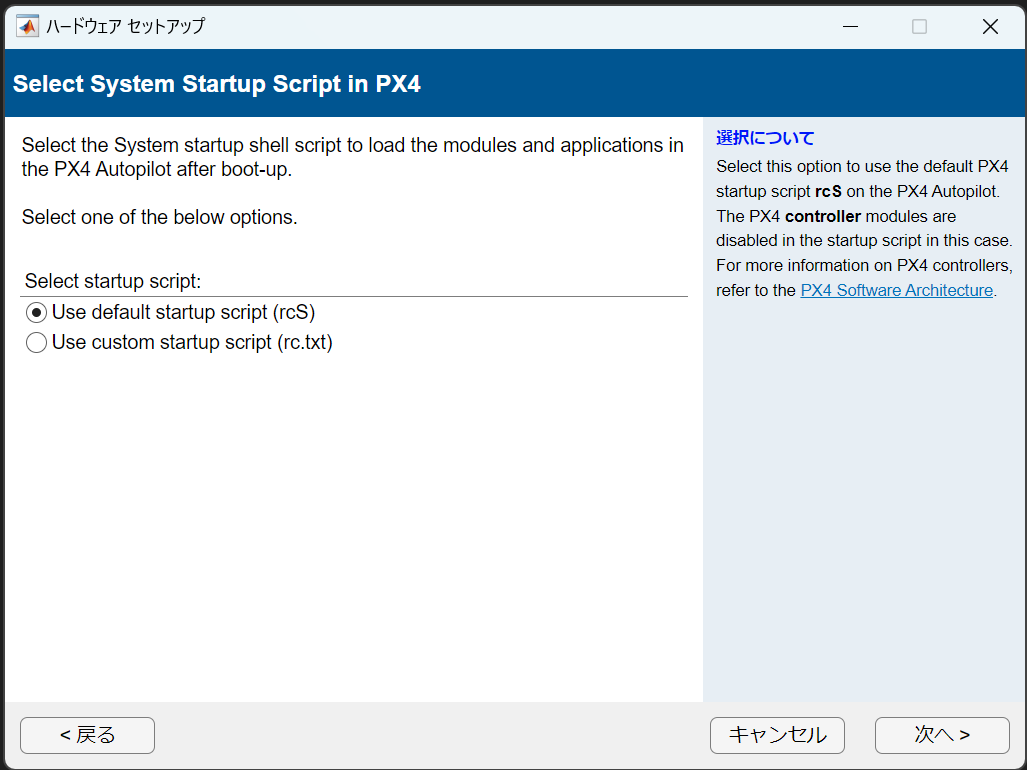 ハードウェア セットアップ
Select System Startup Script in PX4
Select the System startup shell script to load the modules and applications in
the PX4 Autopilot after boot-up.
Select one of the below options.
Select startup script:
Use default startup script (rcS)
Use custom startup script (rc.txt)
選択について
Select this option to use the default PX4
startup script rcS on the PX4 Autopilot.
The PX4 controller modules are
disabled in the startup script in this case.
For more information on PX4 controllers,
refer to the PX4 Software Architecture.
< 戻る
キャンセル
次へ >